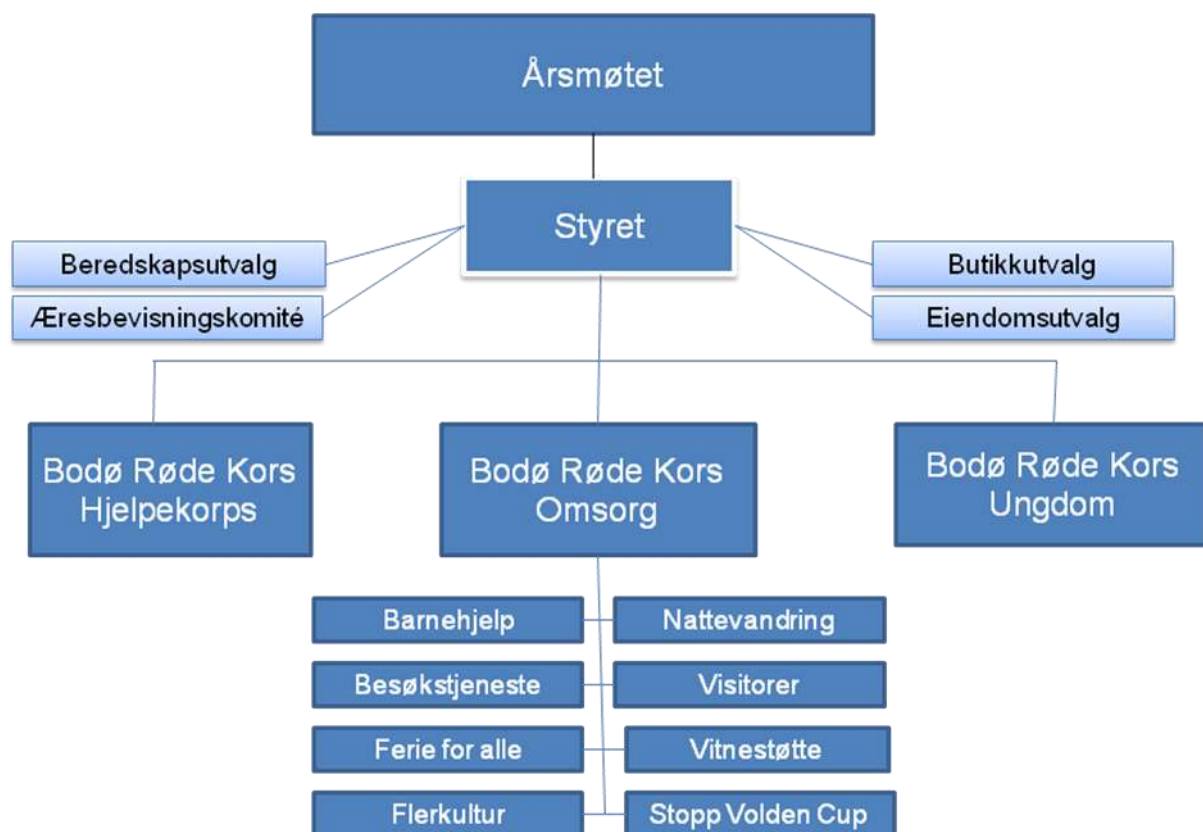 Årsmøtet
Styret
Beredskapsutvalg
Æresbevisningskomité
Butikkutvalg
Eiendomsutvalg
Bodø Røde Kors
Hjelpekorps
Bodø Røde Kors
Omsorg
Bodø Røde Kors
Ungdom
Barnehjelp
Nattevandring
Besøkstjeneste
Visitorer
Ferie for alle
Vitnestøtte
Flerkultur
Stopp Volden Cup